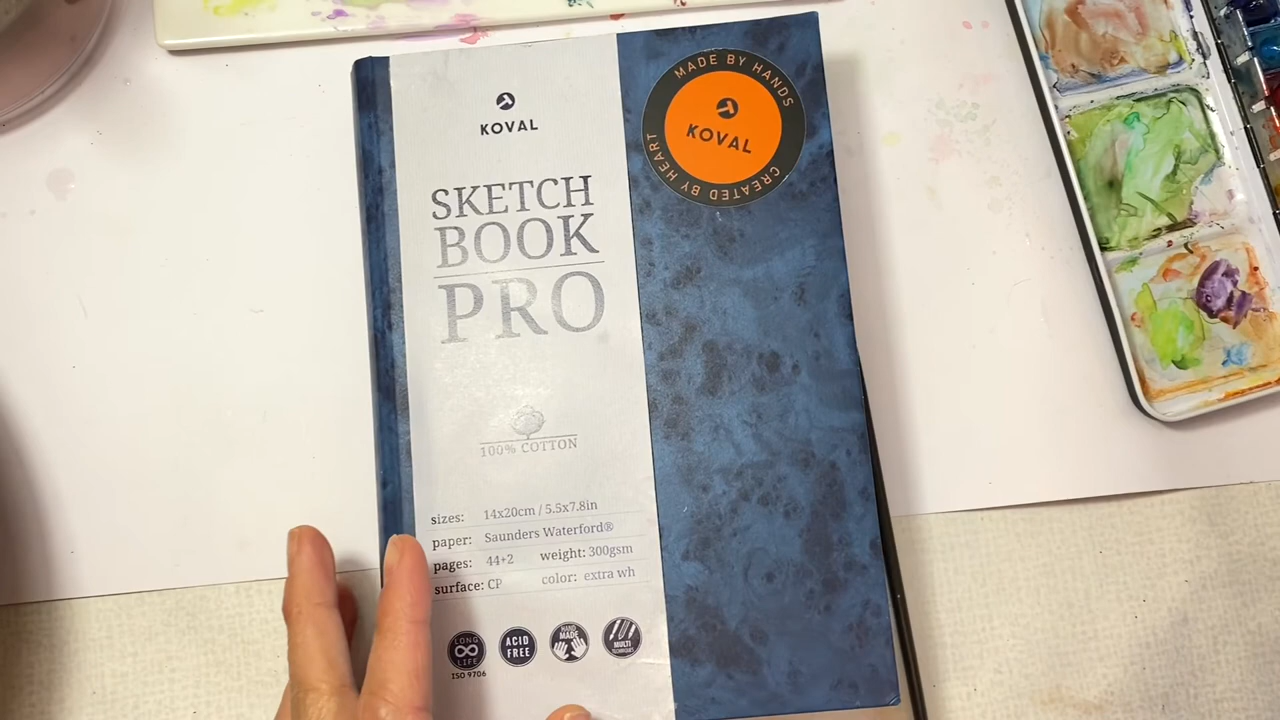 KOVAL
SKETCH
BOOK
PRO
100% COTTON
sizes: 14x20cm / 5.5x7.8in
paper: Saunders Waterford®
pages: 44+2 weight: 300gsm
surface: CP color: extra wh
LONG
LIFE
ISO 9706
ACID
FREE
HAND
MADE
MULTI
TECHNIQUES
MADE BY HANDS
KOVAL
CREATED BY HEART